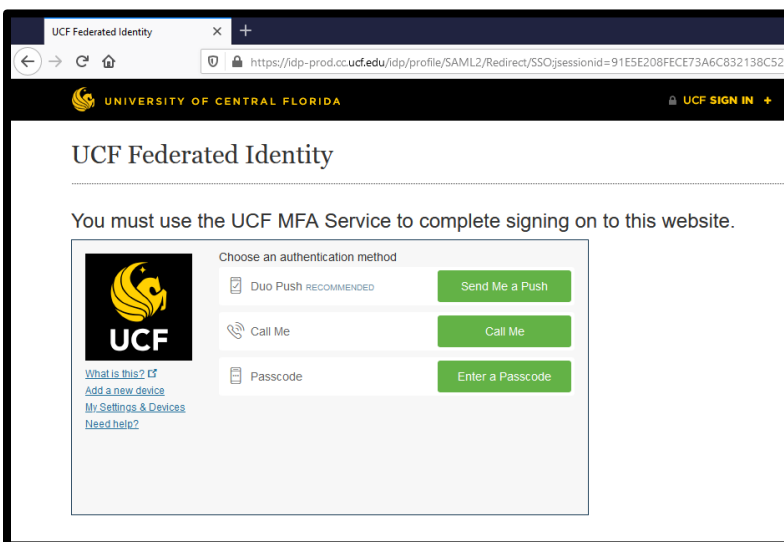 UCF Federated Identity
https://idp-prod.cc.ucf.edu/idp/profile/SAML2/Redirect/SSO;jsessionid=91E5E208FECE73A6C832138C52
UNIVERSITY OF CENTRAL FLORIDA
UCF SIGN IN +
UCF Federated Identity
You must use the UCF MFA Service to complete signing on to this website.
UCF
What is this?
Add a new device
My Settings & Devices
Need help?
Choose an authentication method
Duo Push RECOMMENDED Send Me a Push
Call Me Call Me
Passcode Enter a Passcode